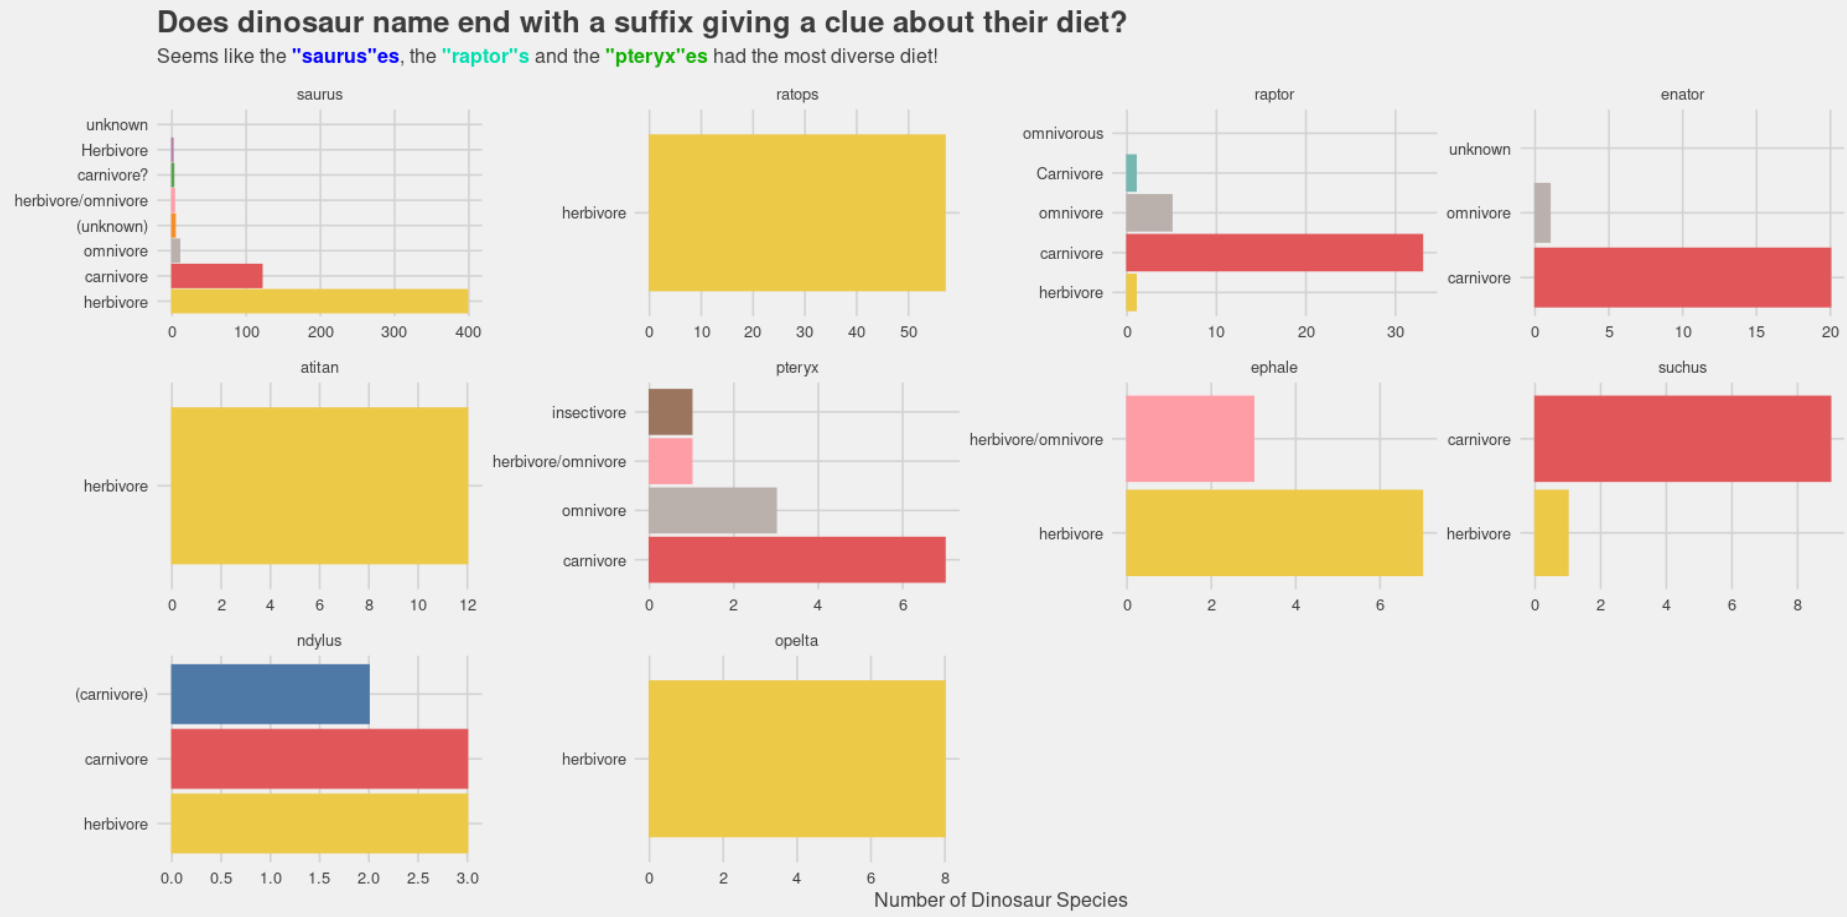 Does dinosaur name end with a suffix giving a clue about their diet?
Seems like the "saurus"es, the "raptor"s and the "pteryx"es had the most diverse diet!
saurus
unknown
Herbivore
carnivore?
herbivore/omnivore
(unknown)
omnivore
carnivore
herbivore
0 100 200 300 400
ratops
herbivore
0 10 20 30 40 50
raptor
omnivorous
Carnivore
omnivore
carnivore
herbivore
0 10 20 30
enator
unknown
omnivore
carnivore
0 5 10 15 20
atitan
herbivore
0 2 4 6 8 10 12
pteryx
insectivore
herbivore/omnivore
omnivore
carnivore
0 2 4 6
ephale
herbivore/omnivore
herbivore
0 2 4 6
suchus
carnivore
herbivore
0 2 4 6 8
ndylus
(carnivore)
carnivore
herbivore
0.0 0.5 1.0 1.5 2.0 2.5 3.0
opelta
herbivore
0 2 4 6 8
Number of Dinosaur Species